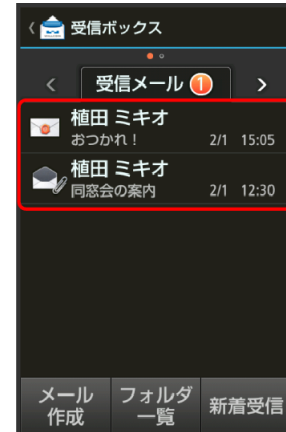 受信ボックス
受信メール 1
植田 ミキオ
おつかれ! 2/1 15:05
植田 ミキオ
同窓会の案内 2/1 12:30
メール
作成
フォルダ
一覧
新着受信